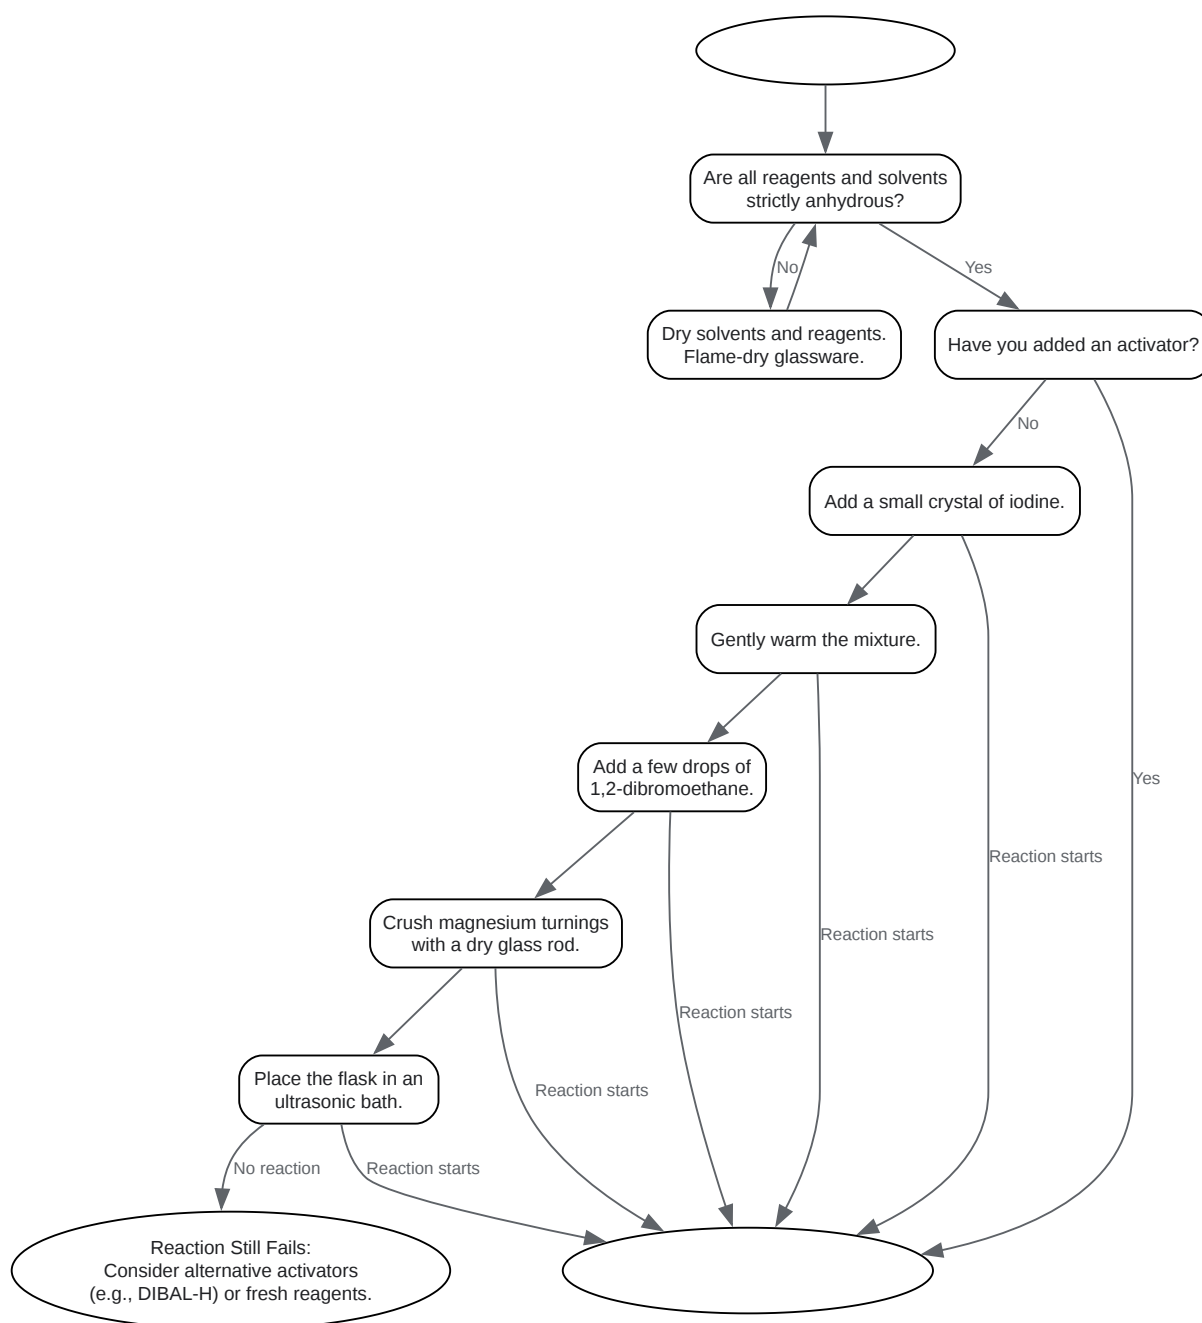 Are all reagents and solvents
strictly anhydrous?
No
Yes
Dry solvents and reagents.
Flame-dry glassware.
Have you added an activator?
No
Add a small crystal of iodine.
Gently warm the mixture.
Add a few drops of
1,2-dibromoethane.
Yes
Reaction starts
Crush magnesium turnings
with a dry glass rod.
Reaction starts
Reaction starts
Place the flask in an
ultrasonic bath.
Reaction starts
No reaction
Reaction starts
Reaction Still Fails:
Consider alternative activators
(e.g., DIBAL-H) or fresh reagents.